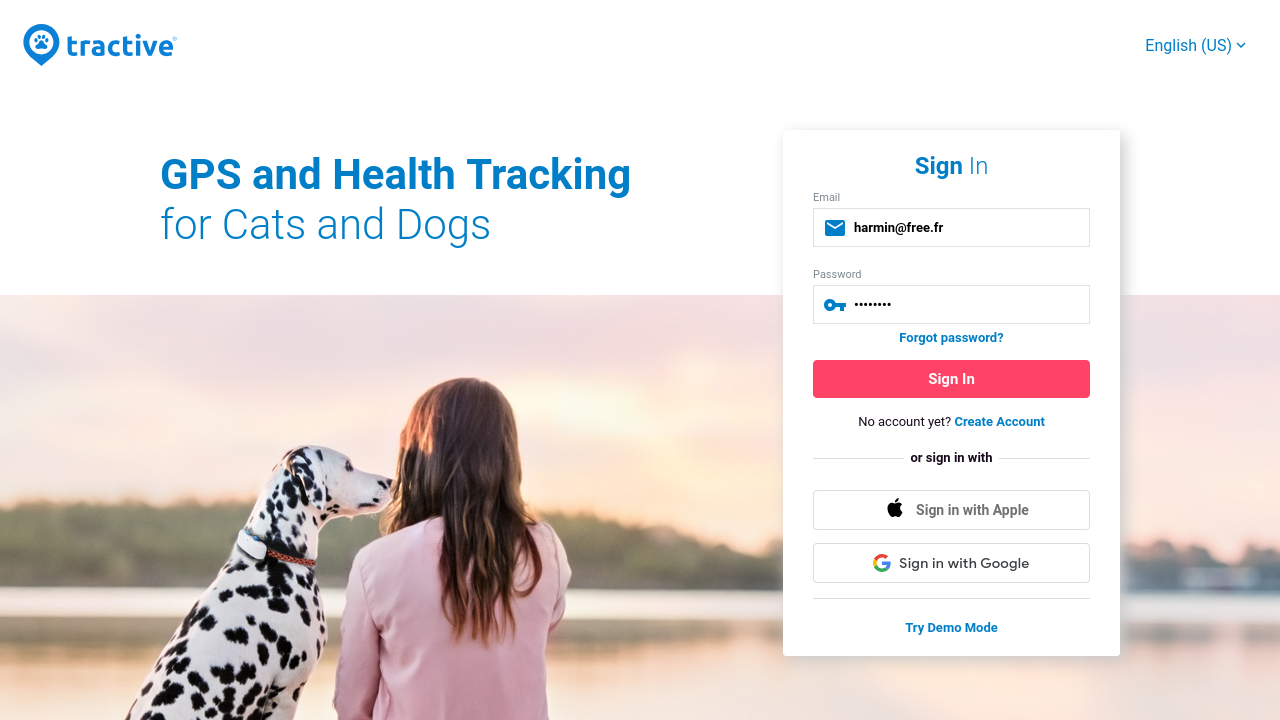 tractive
English (US)
GPS and Health Tracking
for Cats and Dogs
Sign In
Email
harmin@free.fr
Password
••••••••
Forgot password?
Sign In
No account yet? Create Account
or sign in with
Sign in with Apple
Sign in with Google
Try Demo Mode